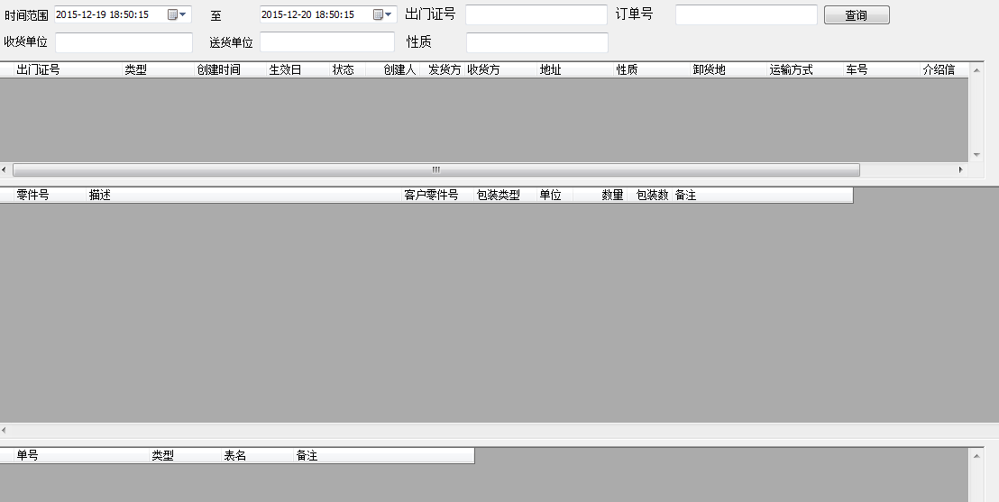 时间范围 2015-12-19 18:50:15 至 2015-12-20 18:50:15 出门证号 订单号 查询
收货单位 送货单位 性质
出门证号 类型 创建时间 生效日 状态 创建人 发货方 收货方 地址 性质 卸货地 运输方式 车号 介绍信
零件号 描述 客户零件号 包装类型 单位 数量 包装数 备注
单号 类型 表名 备注